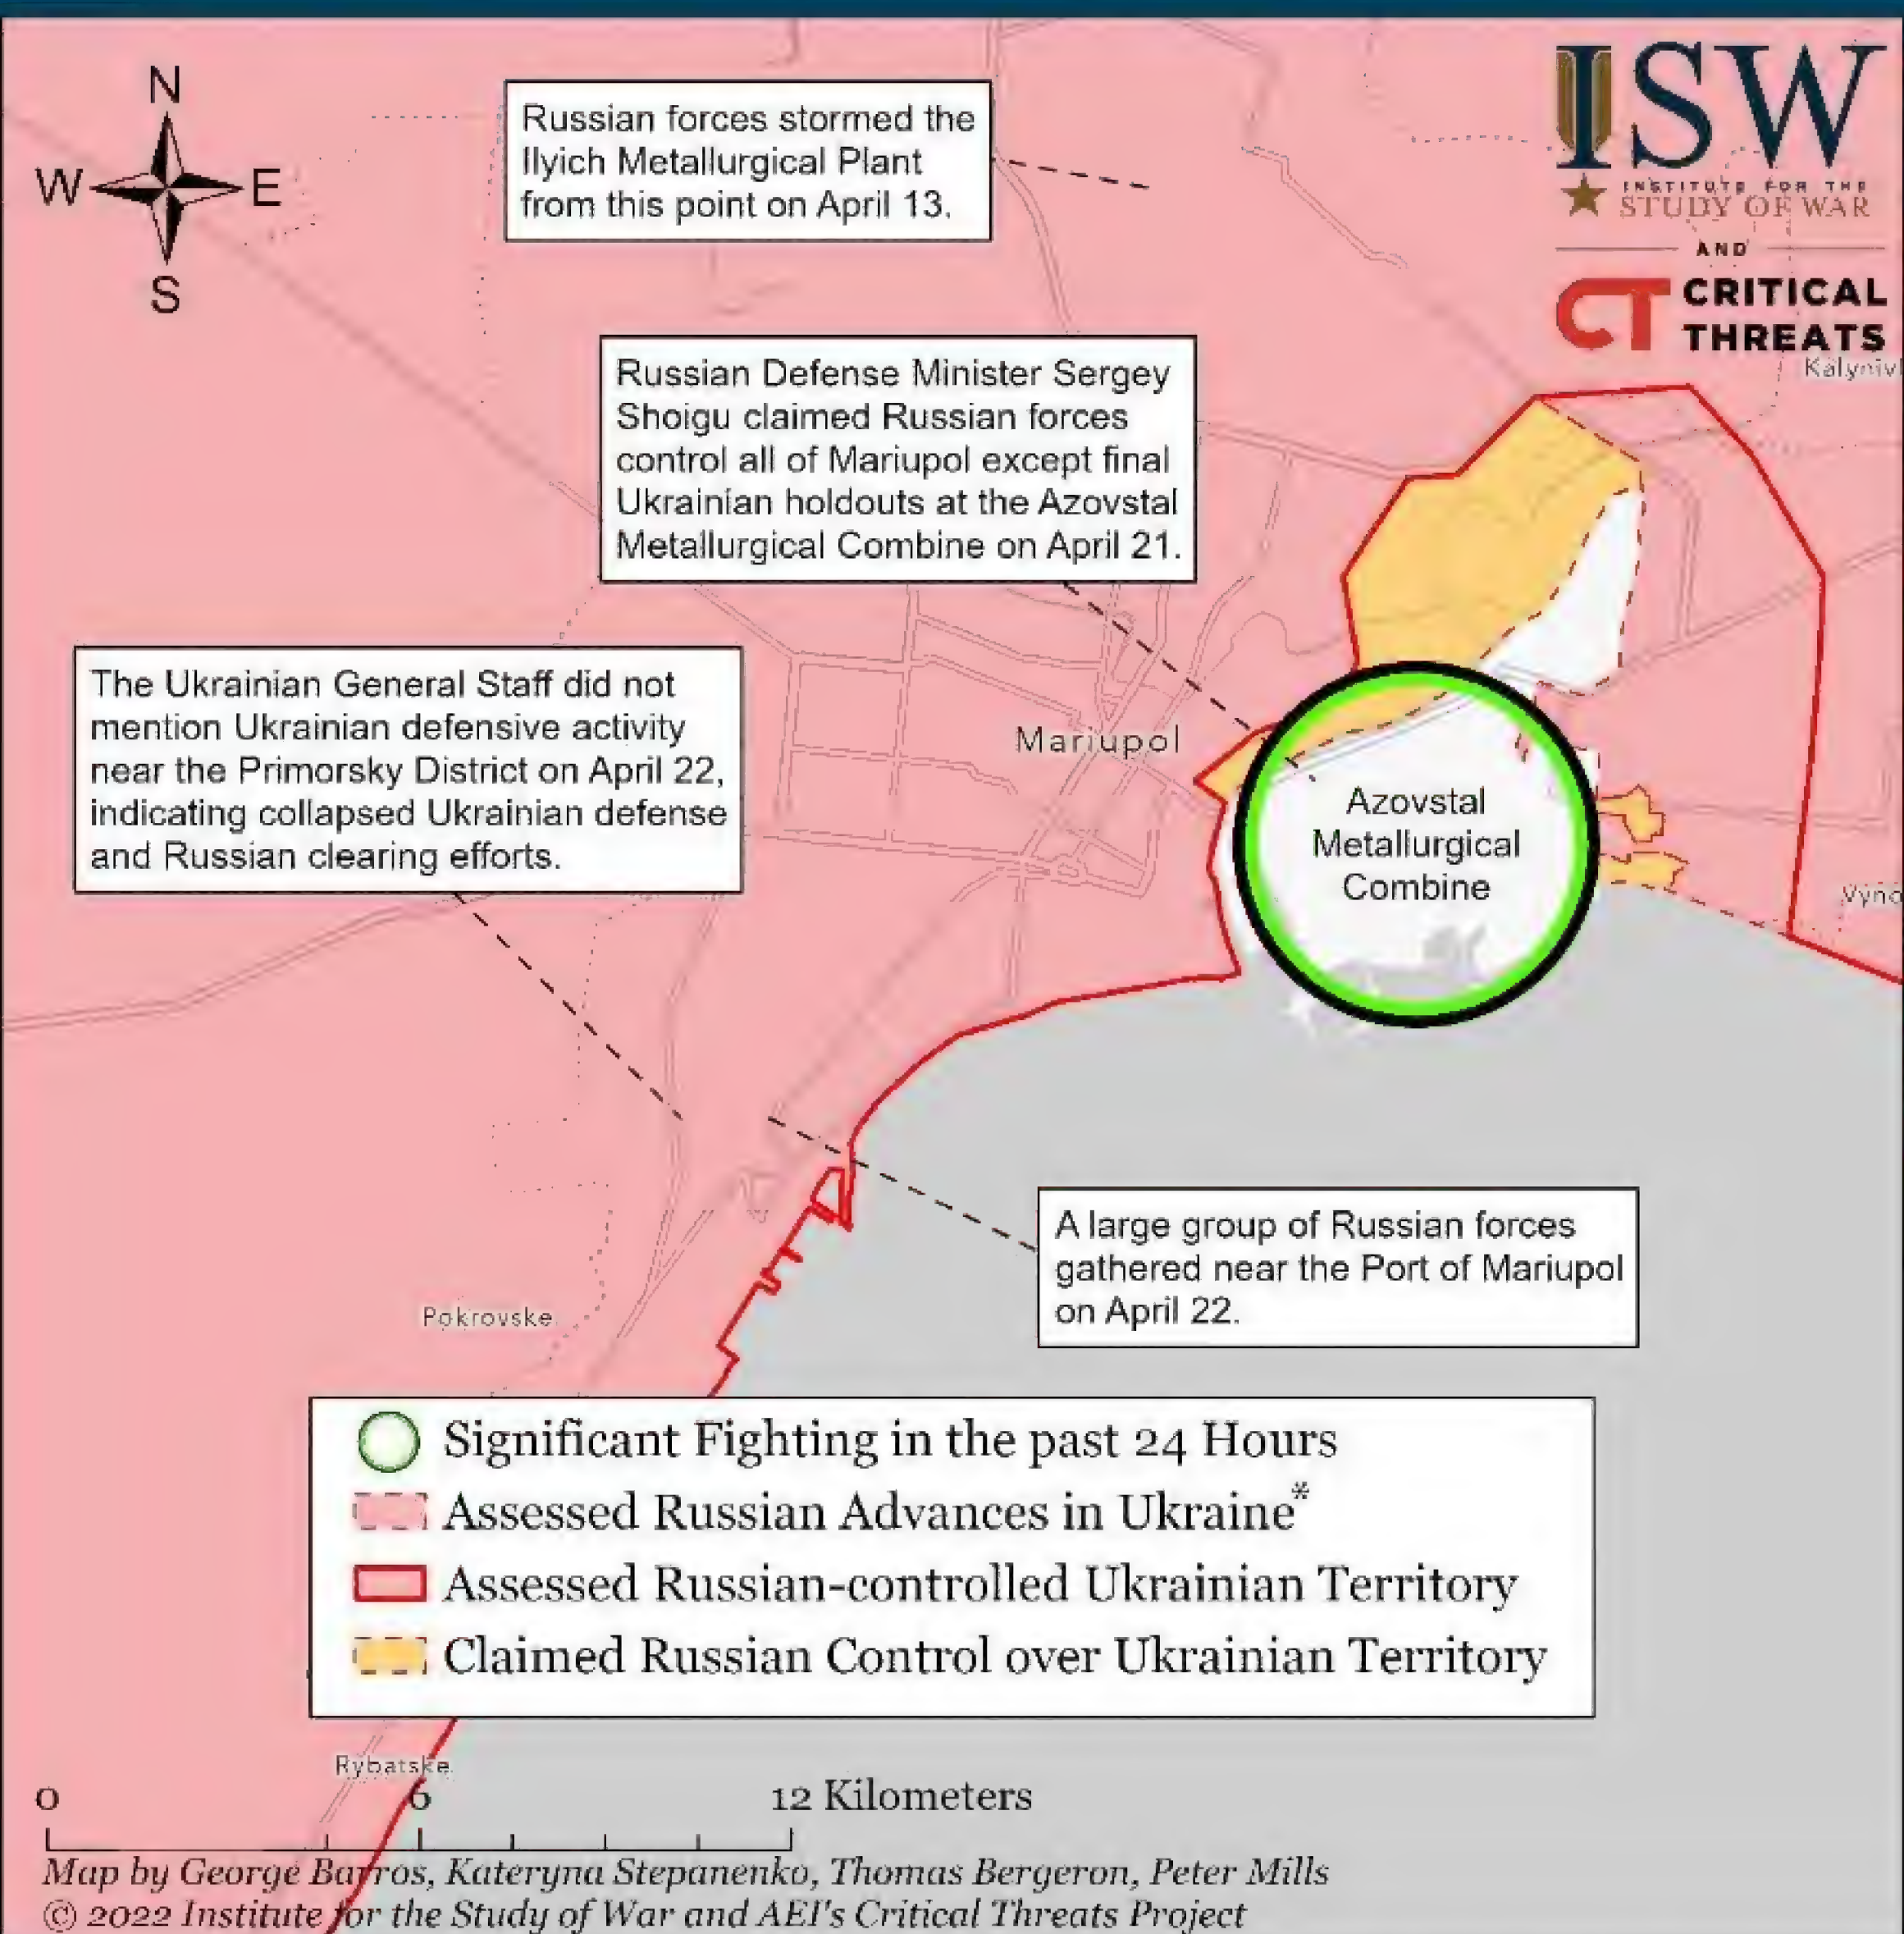 N
W E
S
ISW
INSTITUTE FOR THE
STUDY OF WAR
AND
CT CRITICAL
THREATS
Russian forces stormed the
Ilyich Metallurgical Plant
from this point on April 13.
Russian Defense Minister Sergey
Shoigu claimed Russian forces
control all of Mariupol except final
Ukrainian holdouts at the Azovstal
Metallurgical Combine on April 21.
Kalyniv
The Ukrainian General Staff did not
mention Ukrainian defensive activity
near the Primorsky District on April 22,
indicating collapsed Ukrainian defense
and Russian clearing efforts.
Mariupol
Azovstal
Metallurgical
Combine
Vyno
A large group of Russian forces
gathered near the Port of Mariupol
on April 22.
Pokrovske
Significant Fighting in the past 24 Hours
Assessed Russian Advances in Ukraine*
Assessed Russian-controlled Ukrainian Territory
Claimed Russian Control over Ukrainian Territory
Rybatske
0 6 12 Kilometers
Map by George Barros, Kateryna Stepanenko, Thomas Bergeron, Peter Mills
© 2022 Institute for the Study of War and AEI's Critical Threats Project